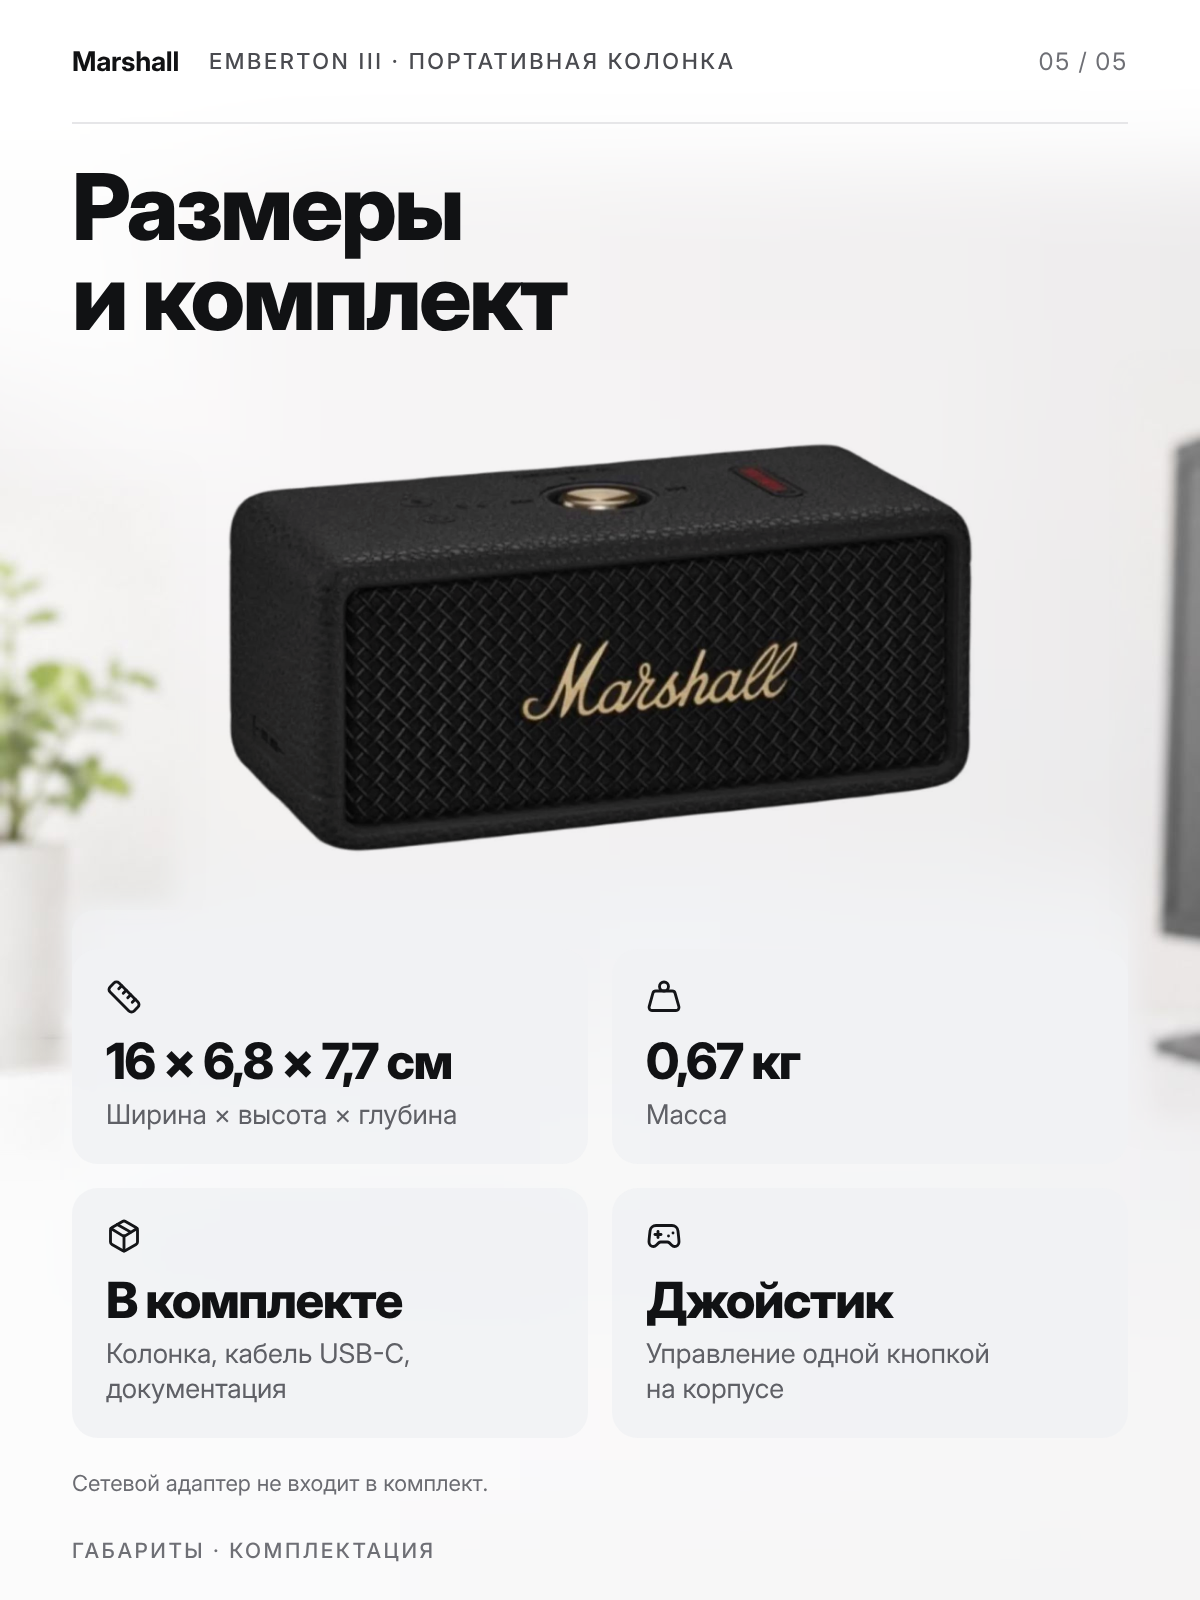 Marshall EMBERTON III · ПОРТАТИВНАЯ КОЛОНКА 05 / 05
Размеры
и комплект
Marshall
16 × 6,8 × 7,7 см
Ширина × высота × глубина
0,67 кг
Масса
В комплекте
Колонка, кабель USB-C,
документация
Джойстик
Управление одной кнопкой
на корпусе
Сетевой адаптер не входит в комплект.
ГАБАРИТЫ · КОМПЛЕКТАЦИЯ